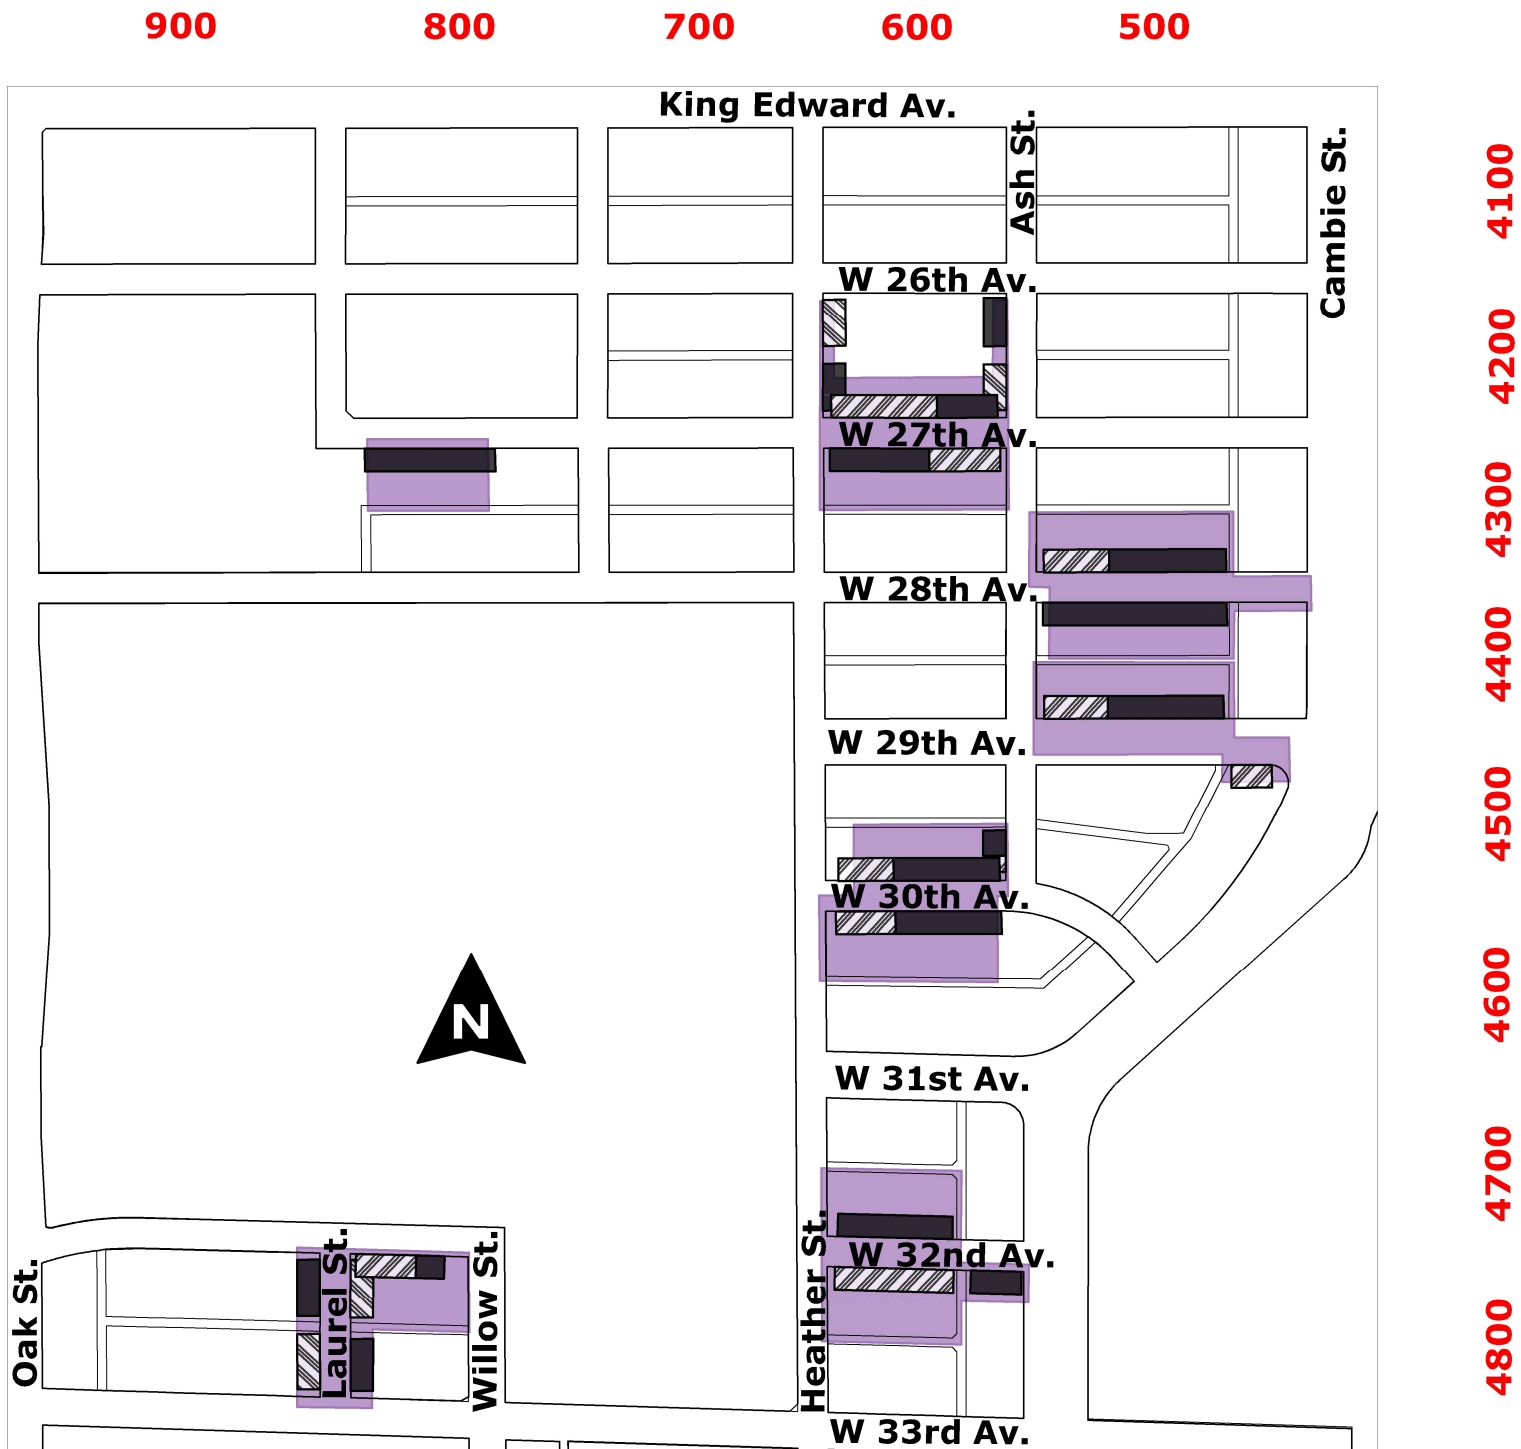 900 800 700 600 500
King Edward Av.
Ash St.
Cambie St.
4100
W 26th Av.
4200
W 27th Av.
4300
W 28th Av.
4400
W 29th Av.
4500
W 30th Av.
4600
N
W 31st Av.
4700
Heather St.
W 32nd Av.
Oak St.
Laurel St.
Willow St.
4800
W 33rd Av.